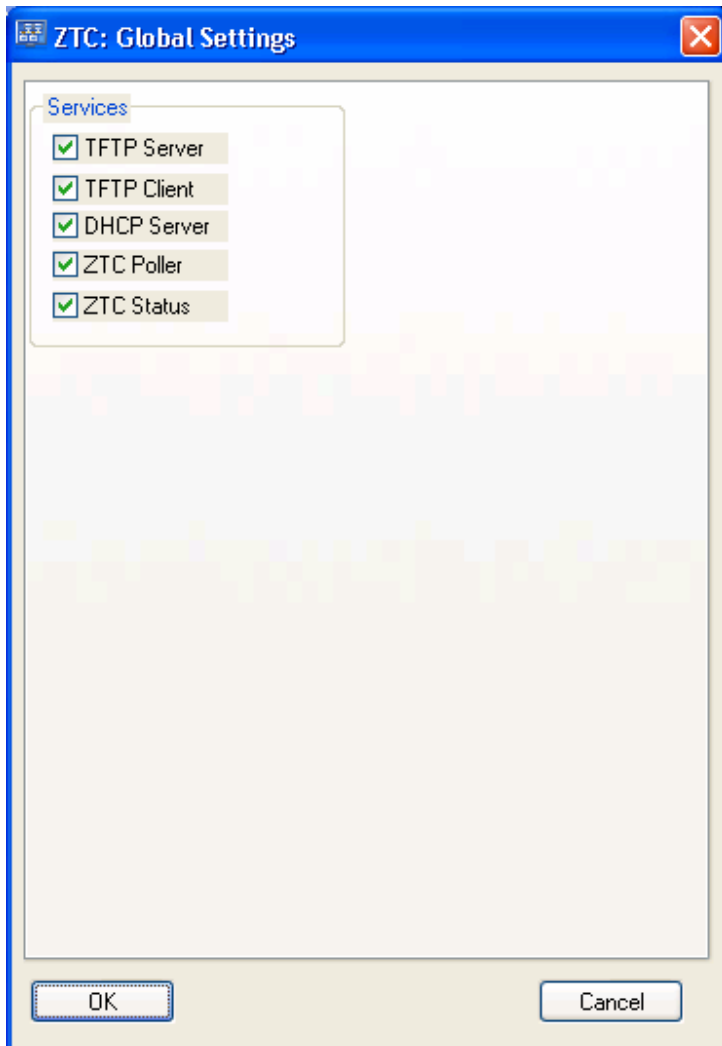 ZTC: Global Settings
Services
TFTP Server
TFTP Client
DHCP Server
ZTC Poller
ZTC Status
OK
Cancel